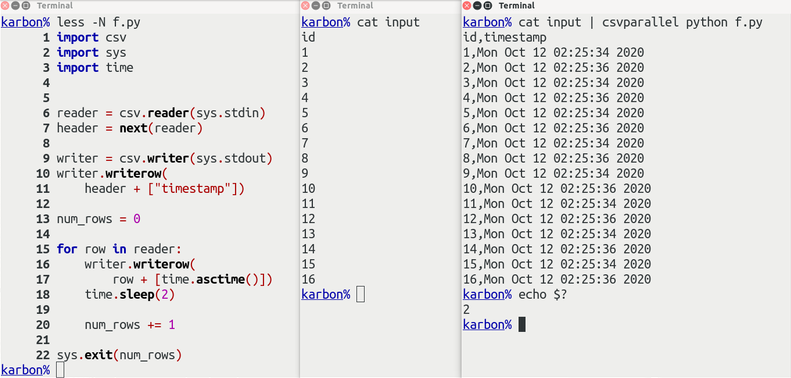 Terminal
karbon% less -N f.py
1 import csv
2 import sys
3 import time
4
5
6 reader = csv.reader(sys.stdin)
7 header = next(reader)
8
9 writer = csv.writer(sys.stdout)
10 writer.writerow(
11     header + ["timestamp"])
12
13 num_rows = 0
14
15 for row in reader:
16     writer.writerow(
17         row + [time.asctime()])
18     time.sleep(2)
19
20     num_rows += 1
21
22 sys.exit(num_rows)
karbon%
Terminal
karbon% cat input
id
1
2
3
4
5
6
7
8
9
10
11
12
13
14
15
16
karbon%
Terminal
karbon% cat input | csvparallel python f.py
id,timestamp
1,Mon Oct 12 02:25:34 2020
2,Mon Oct 12 02:25:36 2020
3,Mon Oct 12 02:25:34 2020
4,Mon Oct 12 02:25:36 2020
5,Mon Oct 12 02:25:34 2020
6,Mon Oct 12 02:25:36 2020
7,Mon Oct 12 02:25:34 2020
8,Mon Oct 12 02:25:36 2020
9,Mon Oct 12 02:25:34 2020
10,Mon Oct 12 02:25:36 2020
11,Mon Oct 12 02:25:34 2020
12,Mon Oct 12 02:25:36 2020
13,Mon Oct 12 02:25:34 2020
14,Mon Oct 12 02:25:36 2020
15,Mon Oct 12 02:25:34 2020
16,Mon Oct 12 02:25:36 2020
karbon% echo $?
2
karbon%